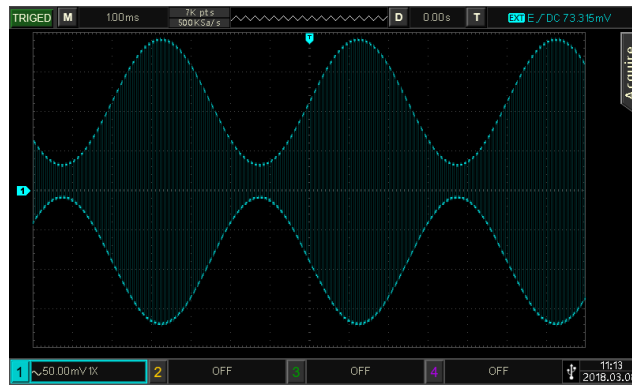 TRIGED M 1.00ms 7K pts 500KSa/s D 0.00s T EXT E DC 73.315mV
T
Acquire
1
1 50.00mV 1X 2 OFF 3 OFF 4 OFF 11:13
2018.03.08